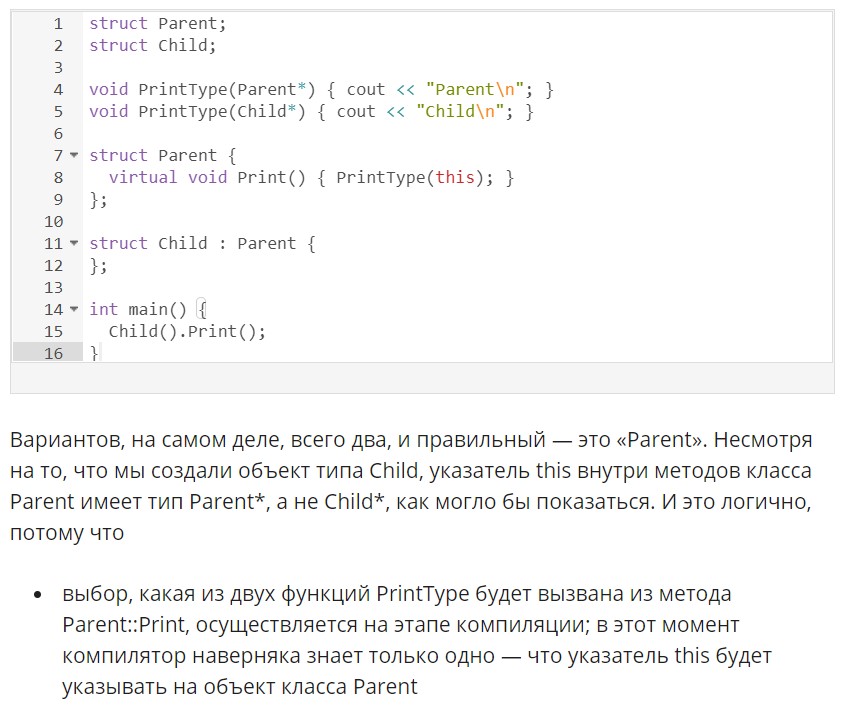 1 struct Parent;
2 struct Child;
3
4 void PrintType(Parent*) { cout << "Parent\n"; }
5 void PrintType(Child*) { cout << "Child\n"; }
6
7 struct Parent {
8   virtual void Print() { PrintType(this); }
9 };
10
11 struct Child : Parent {
12 };
13
14 int main() {
15   Child().Print();
16 }
Вариантов, на самом деле, всего два, и правильный — это «Parent». Несмотря
на то, что мы создали объект типа Child, указатель this внутри методов класса
Parent имеет тип Parent*, а не Child*, как могло бы показаться. И это логично,
потому что
• выбор, какая из двух функций PrintType будет вызвана из метода
Parent::Print, осуществляется на этапе компиляции; в этот момент
компилятор наверняка знает только одно — что указатель this будет
указывать на объект класса Parent